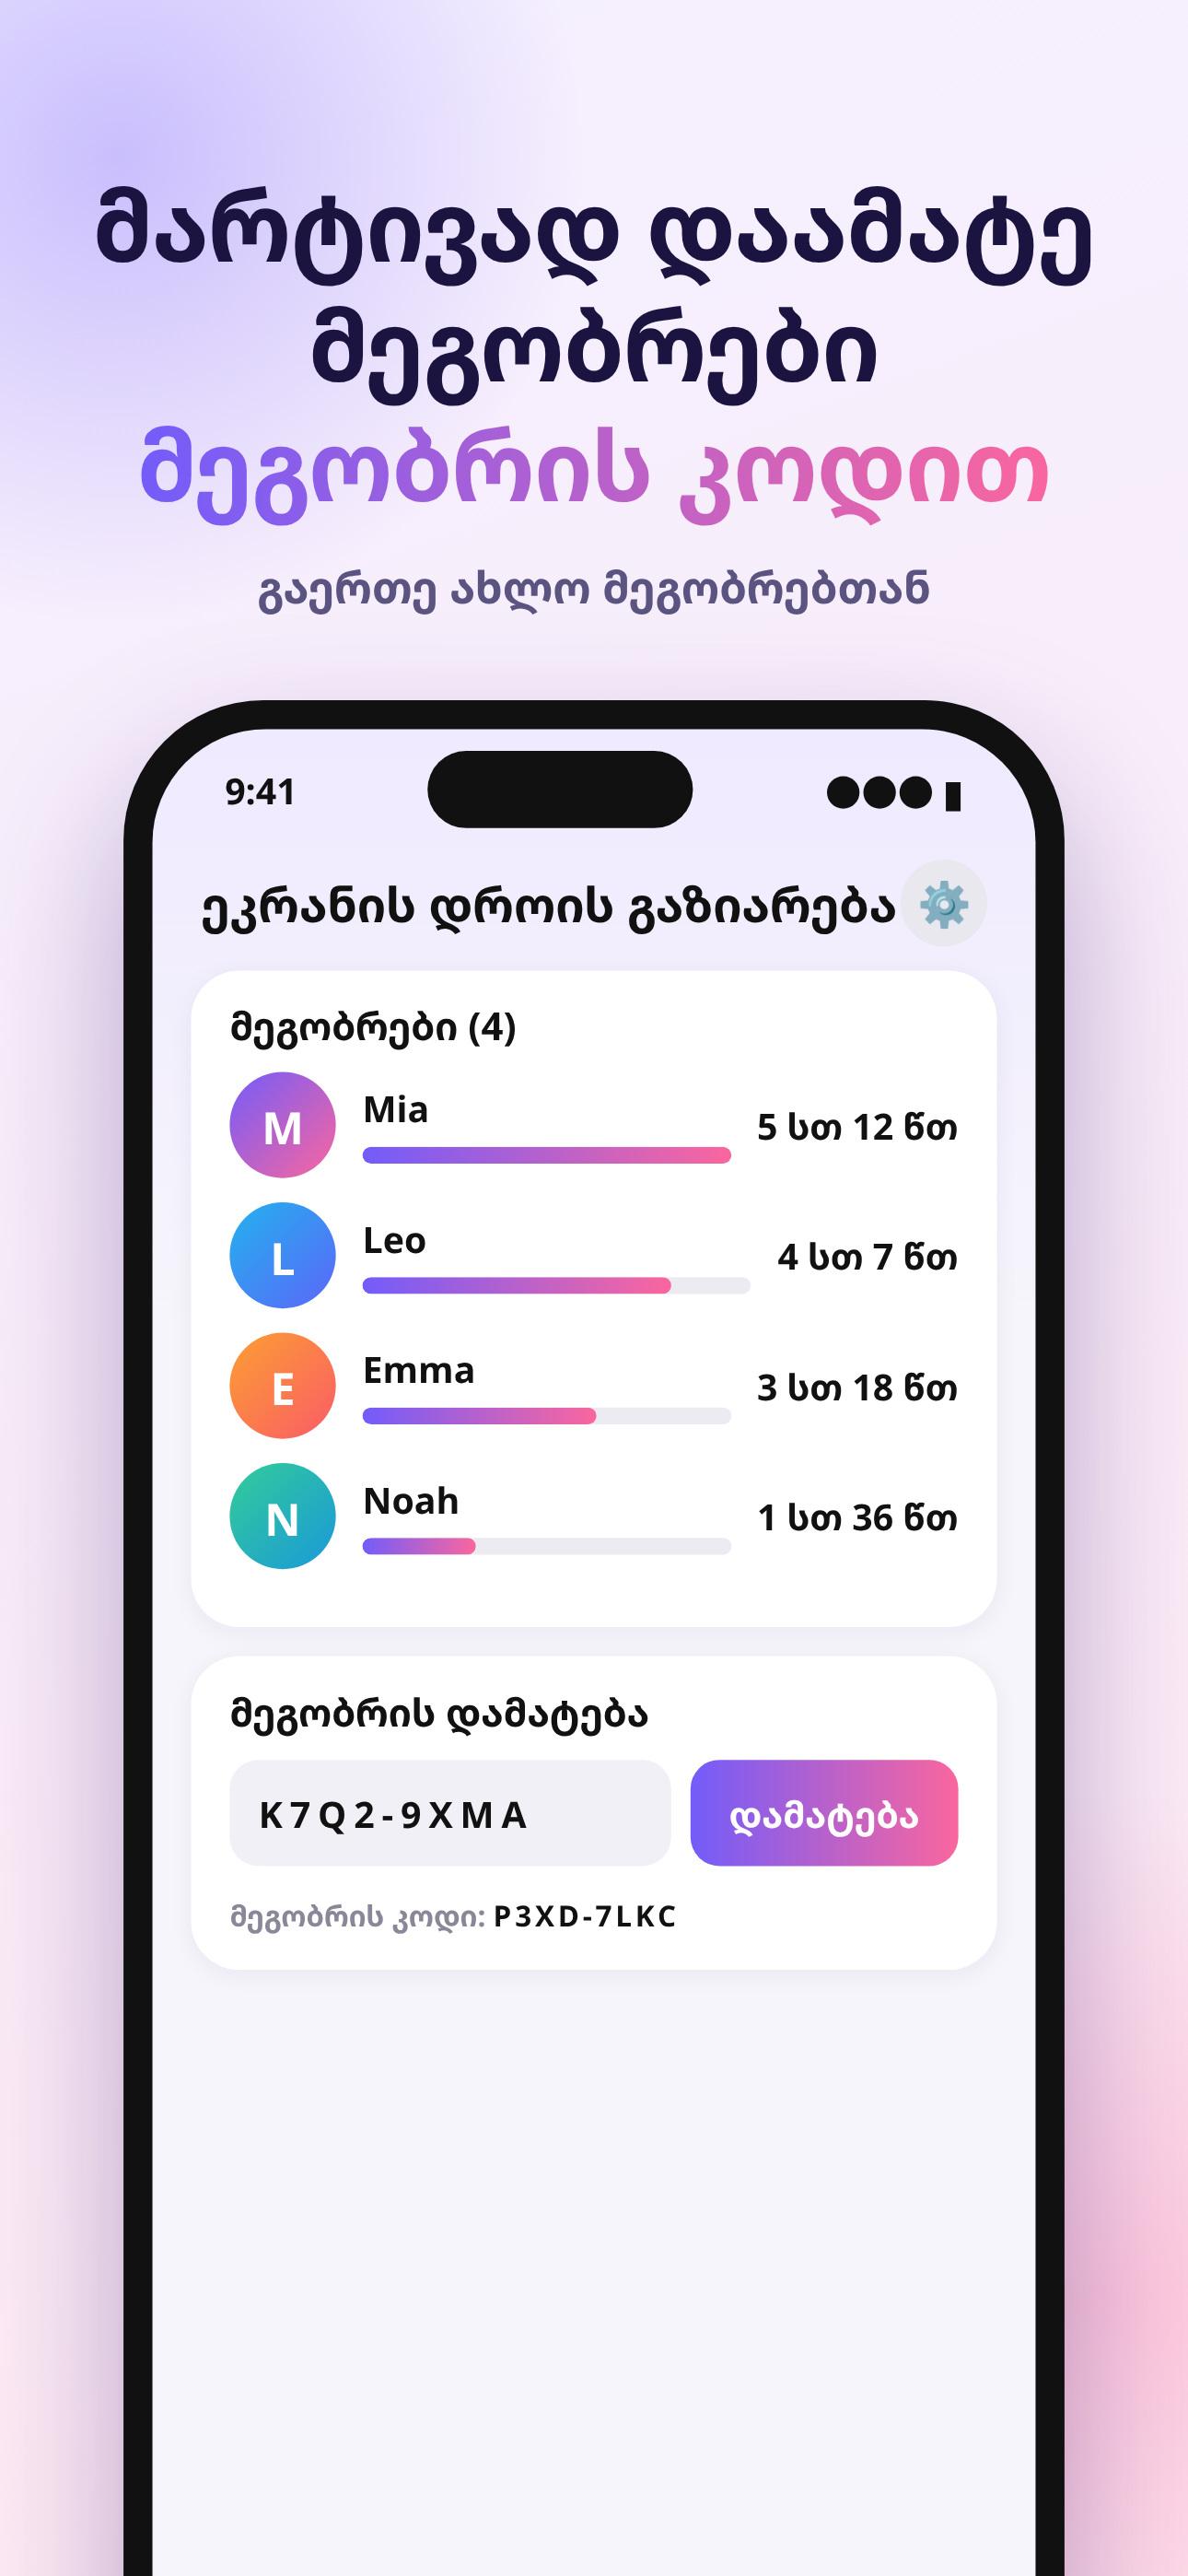 მარტივად დაამატე
მეგობრები
მეგობრის კოდით
გაერთე ახლო მეგობრებთან
9:41
ეკრანის დროის გაზიარება
მეგობრები (4)
M
Mia
5 სთ 12 წთ
L
Leo
4 სთ 7 წთ
E
Emma
3 სთ 18 წთ
N
Noah
1 სთ 36 წთ
მეგობრის დამატება
K7Q2-9XMA
დამატება
მეგობრის კოდი: P3XD-7LKC